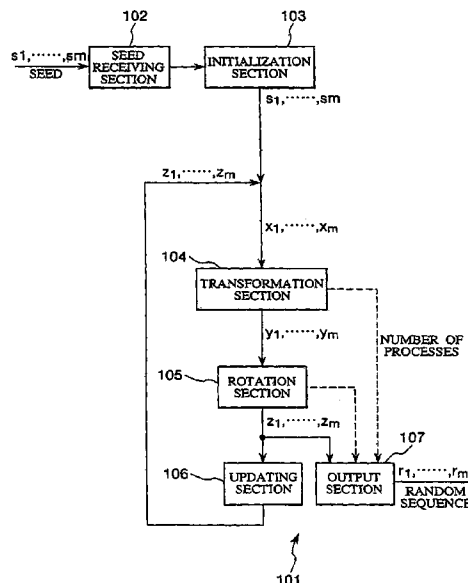 102
103
s1,······,sm
SEED
SEED
RECEIVING
SECTION
INITIALIZATION
SECTION
s1,······,sm
z1,······,zm
x1,······,xm
104
TRANSFORMATION
SECTION
y1,······,ym
NUMBER OF
PROCESSES
105
ROTATION
SECTION
z1,······,zm
107
106
UPDATING
SECTION
OUTPUT
SECTION
r1,······,rm
RANDOM
SEQUENCE
101